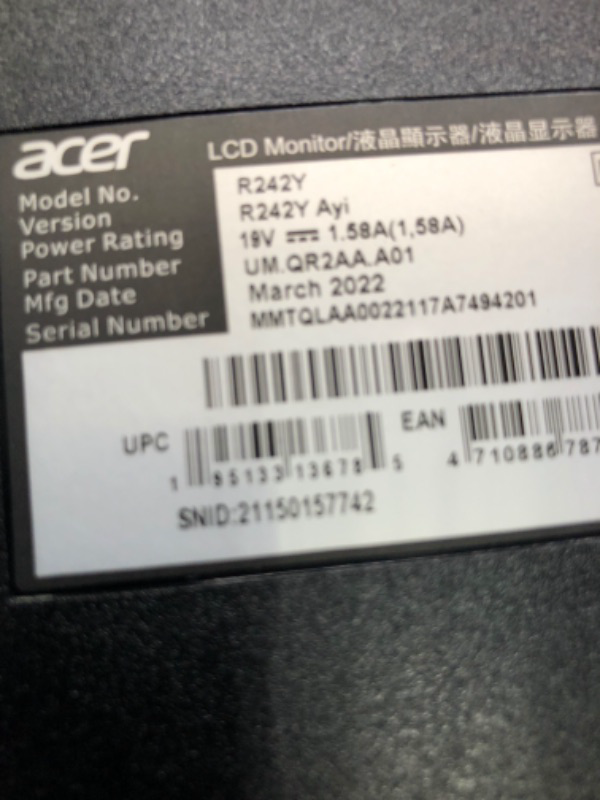 acer LCD Monitor/液晶顯示器/液晶显示器
Model No. R242Y
Version R242Y Ayi
Power Rating 19V ⎓ 1.58A(1,58A)
Part Number UM.QR2AA.A01
Mfg Date March 2022
Serial Number MMTQLAA0022117A7494201
UPC 1 95133 13678 5
EAN 4 710886 787
SNID:21150157742